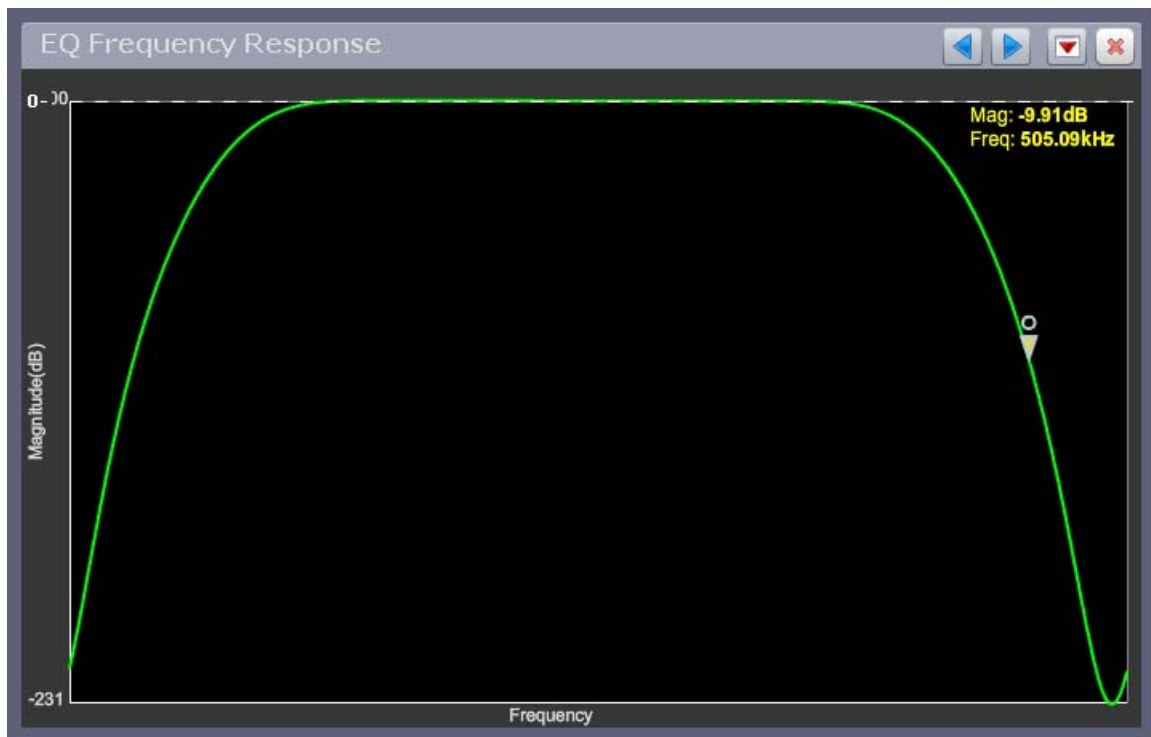 EQ Frequency Response
0-
Mag: -9.91dB
Freq: 505.09kHz
Magnitude(dB)
-231
Frequency